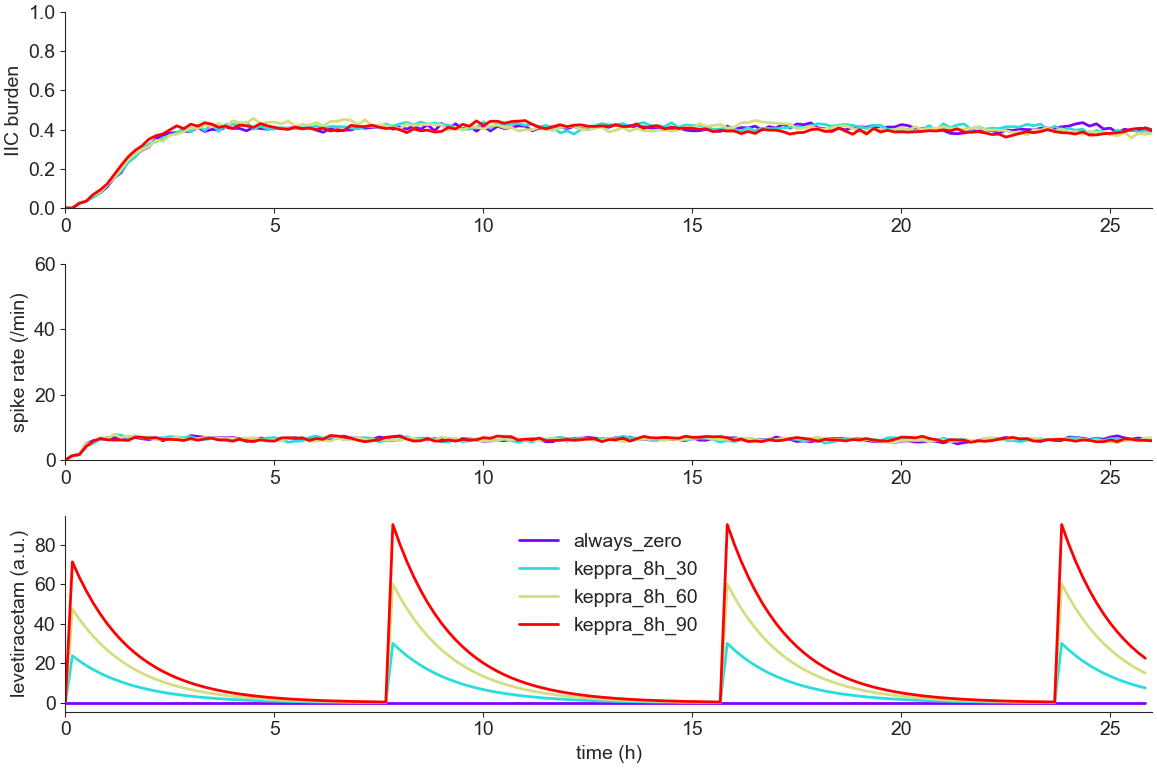 IIC burden
1.0
0.8
0.6
0.4
0.2
0.0
0 5 10 15 20 25
spike rate (/min)
60
40
20
0
0 5 10 15 20 25
levetiracetam (a.u.)
80
60
40
20
0
always_zero
keppra_8h_30
keppra_8h_60
keppra_8h_90
0 5 10 15 20 25
time (h)